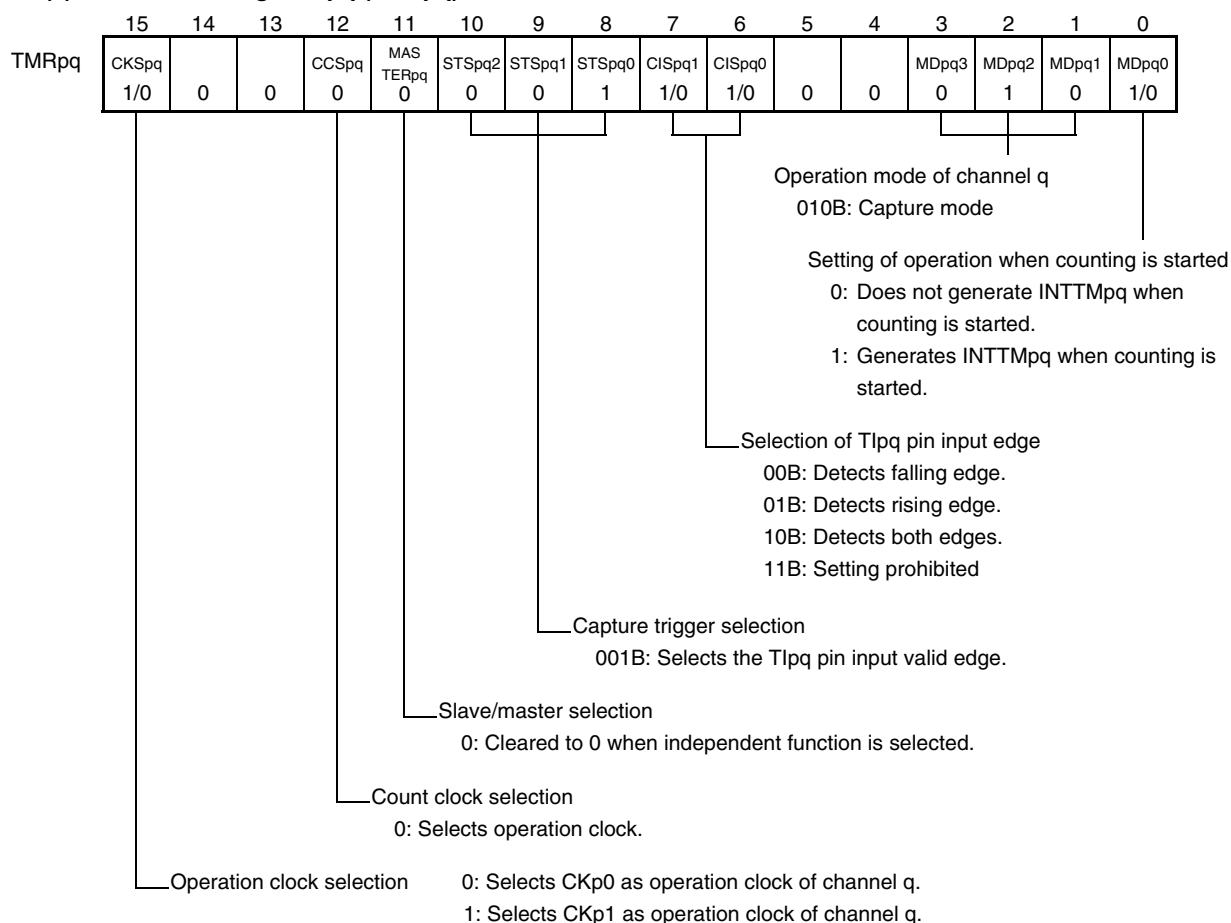 15 14 13 12 11 10 9 8 7 6 5 4 3 2 1 0
TMRpq CKSpq CCSpq MAS TERpq STSpq2 STSpq1 STSpq0 CISpq1 CISpq0 MDpq3 MDpq2 MDpq1 MDpq0
1/0 0 0 0 0 0 0 1 1/0 1/0 0 0 0 1 0 1/0
Operation mode of channel q
010B: Capture mode
Setting of operation when counting is started
0: Does not generate INTTMpq when
counting is started.
1: Generates INTTMpq when counting is
started.
Selection of TIpq pin input edge
00B: Detects falling edge.
01B: Detects rising edge.
10B: Detects both edges.
11B: Setting prohibited
Capture trigger selection
001B: Selects the TIpq pin input valid edge.
Slave/master selection
0: Cleared to 0 when independent function is selected.
Count clock selection
0: Selects operation clock.
Operation clock selection 0: Selects CKp0 as operation clock of channel q.
1: Selects CKp1 as operation clock of channel q.